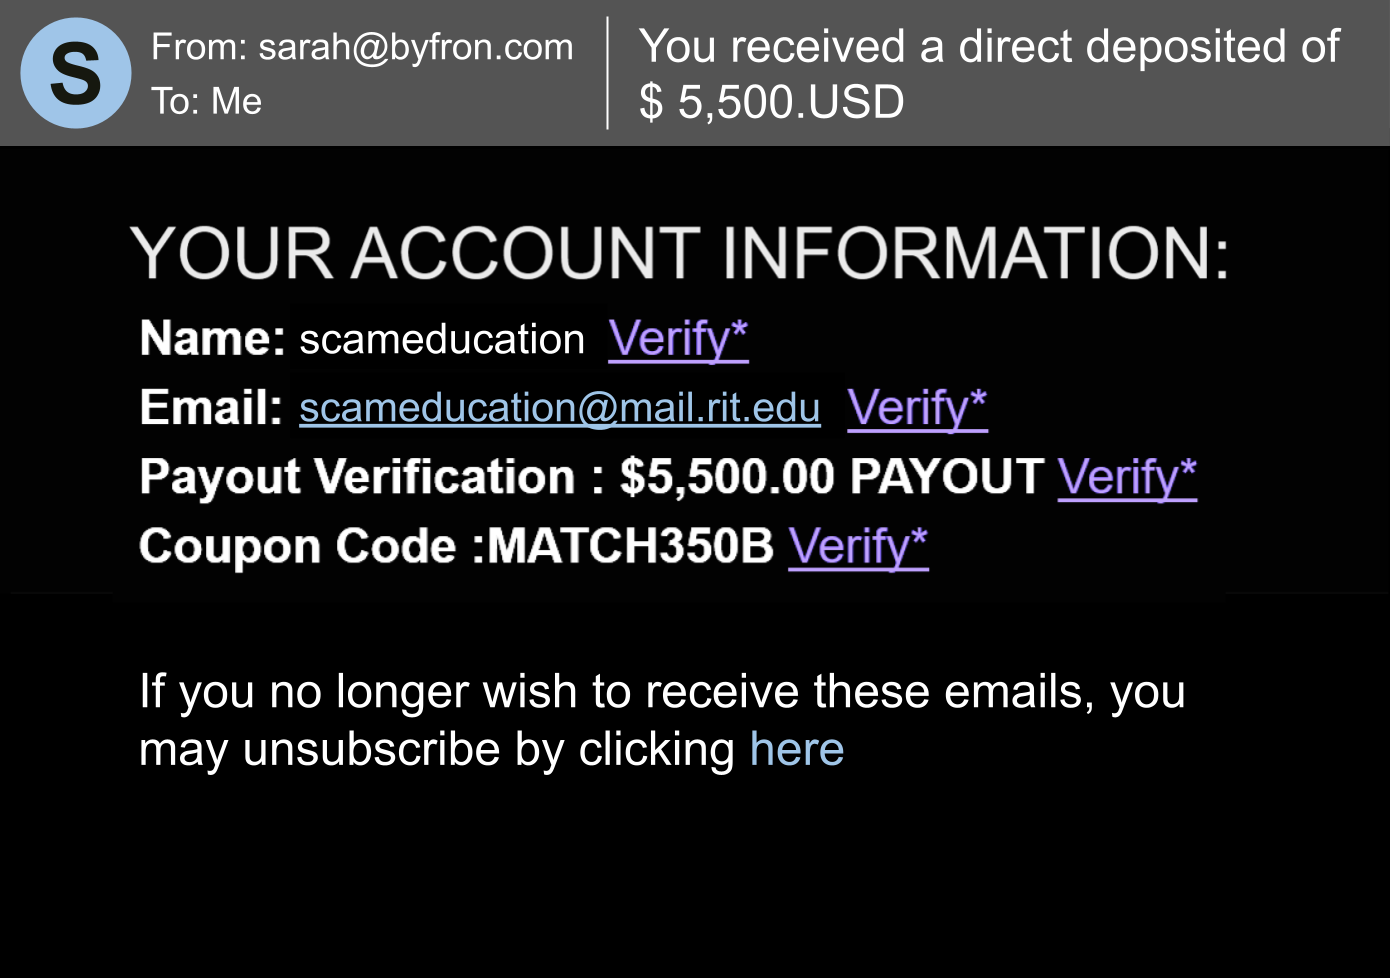 S
From: sarah@byfron.com
To: Me
You received a direct deposited of
$ 5,500.USD
YOUR ACCOUNT INFORMATION:
Name: scameducation Verify*
Email: scameducation@mail.rit.edu Verify*
Payout Verification : $5,500.00 PAYOUT Verify*
Coupon Code :MATCH350B Verify*
If you no longer wish to receive these emails, you
may unsubscribe by clicking here